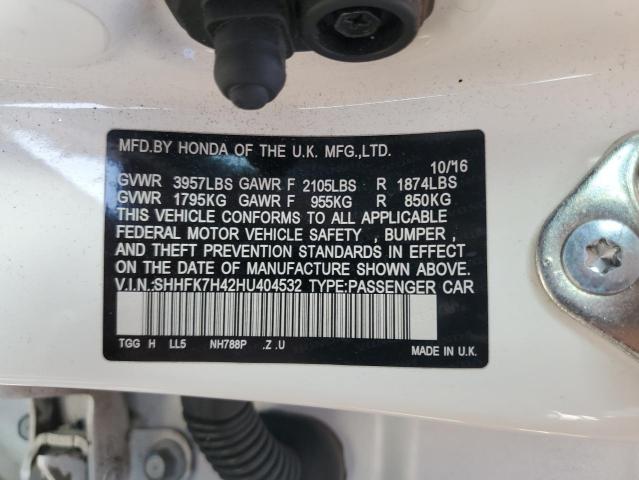 MFD.BY HONDA OF THE U.K. MFG.,LTD.
10/16
GVWR 3957LBS GAWR F 2105LBS R 1874LBS
GVWR 1795KG GAWR F 955KG R 850KG
THIS VEHICLE CONFORMS TO ALL APPLICABLE
FEDERAL MOTOR VEHICLE SAFETY , BUMPER ,
AND THEFT PREVENTION STANDARDS IN EFFECT
ON THE DATE OF MANUFACTURE SHOWN ABOVE.
V.I.N.:SHHFK7H42HU404532 TYPE:PASSENGER CAR
TGG H LL5 NH788P .Z .U
MADE IN U.K.